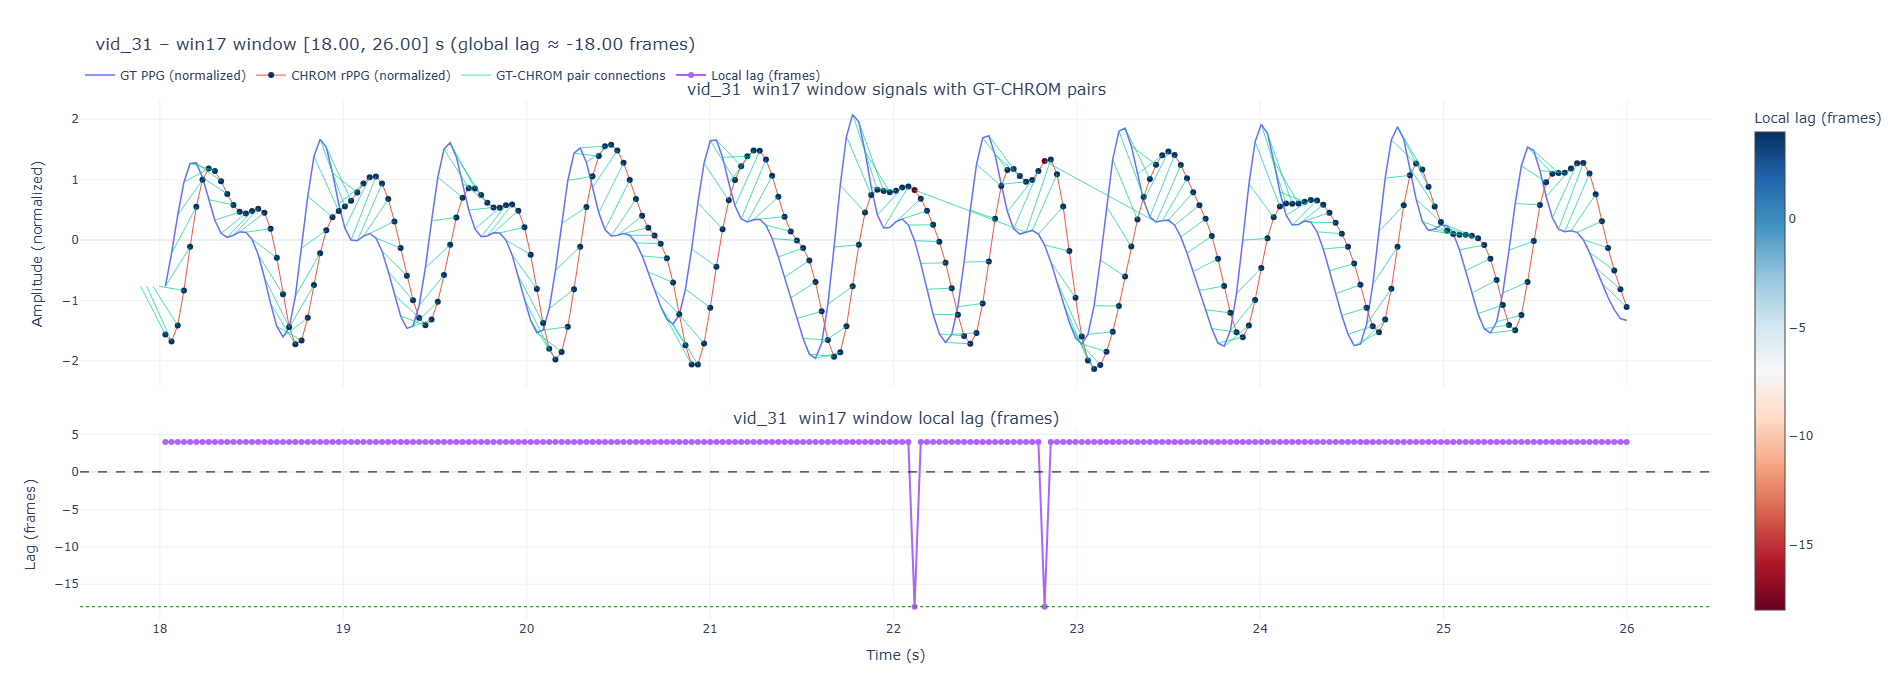 vid_31 – win17 window [18.00, 26.00] s (global lag ≈ -18.00 frames)
GT PPG (normalized) CHROM rPPG (normalized) GT-CHROM pair connections Local lag (frames)
vid_31 win17 window signals with GT-CHROM pairs
Local lag (frames)
Amplitude (normalized)
2
1
0
−1
−2
0
−5
−10
−15
vid_31 win17 window local lag (frames)
Lag (frames)
5
0
−5
−10
−15
18 19 20 21 22 23 24 25 26
Time (s)